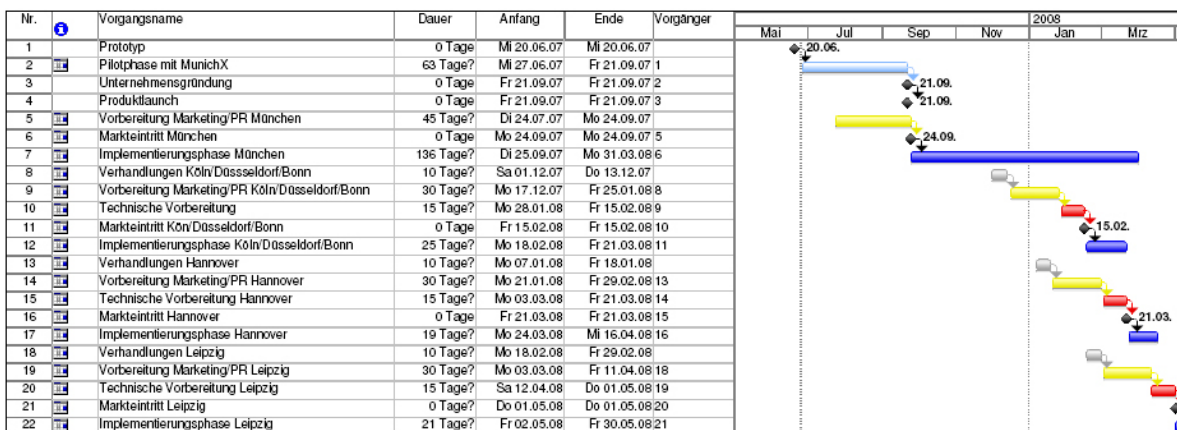 Nr. Vorgangsname Dauer Anfang Ende Vorgänger 2008
Mai Jul Sep Nov Jan Mrz
1 Prototyp 0 Tage Mi 20.06.07 Mi 20.06.07 20.06.
2 Pilotphase mit MunichX 63 Tage? Mi 27.06.07 Fr 21.09.07 1
3 Unternehmensgründung 0 Tage Fr 21.09.07 Fr 21.09.07 2 21.09.
4 Produktlaunch 0 Tage Fr 21.09.07 Fr 21.09.07 3 21.09.
5 Vorbereitung Marketing/PR München 45 Tage? Di 24.07.07 Mo 24.09.07
6 Markteintritt München 0 Tage Mo 24.09.07 Mo 24.09.07 5 24.09.
7 Implementierungsphase München 136 Tage? Di 25.09.07 Mo 31.03.08 6
8 Verhandlungen Köln/Düsseldorf/Bonn 10 Tage? Sa 01.12.07 Do 13.12.07
9 Vorbereitung Marketing/PR Köln/Düsseldorf/Bonn 30 Tage? Mo 17.12.07 Fr 25.01.08 8
10 Technische Vorbereitung 15 Tage? Mo 28.01.08 Fr 15.02.08 9
11 Markteintritt Kön/Düsseldorf/Bonn 0 Tage Fr 15.02.08 Fr 15.02.08 10 15.02.
12 Implementierungsphase Köln/Düsseldorf/Bonn 25 Tage? Mo 18.02.08 Fr 21.03.08 11
13 Verhandlungen Hannover 10 Tage? Mo 07.01.08 Fr 18.01.08
14 Vorbereitung Marketing/PR Hannover 30 Tage? Mo 21.01.08 Fr 29.02.08 13
15 Technische Vorbereitung Hannover 15 Tage? Mo 03.03.08 Fr 21.03.08 14
16 Markteintritt Hannover 0 Tage Fr 21.03.08 Fr 21.03.08 15 21.03.
17 Implementierungsphase Hannover 19 Tage? Mo 24.03.08 Mi 16.04.08 16
18 Verhandlungen Leipzig 10 Tage? Mo 18.02.08 Fr 29.02.08
19 Vorbereitung Marketing/PR Leipzig 30 Tage? Mo 03.03.08 Fr 11.04.08 18
20 Technische Vorbereitung Leipzig 15 Tage? Sa 12.04.08 Do 01.05.08 19
21 Markteintritt Leipzig 0 Tage? Do 01.05.08 Do 01.05.08 20
22 Implementierungsphase Leipzig 21 Tage? Fr 02.05.08 Fr 30.05.08 21